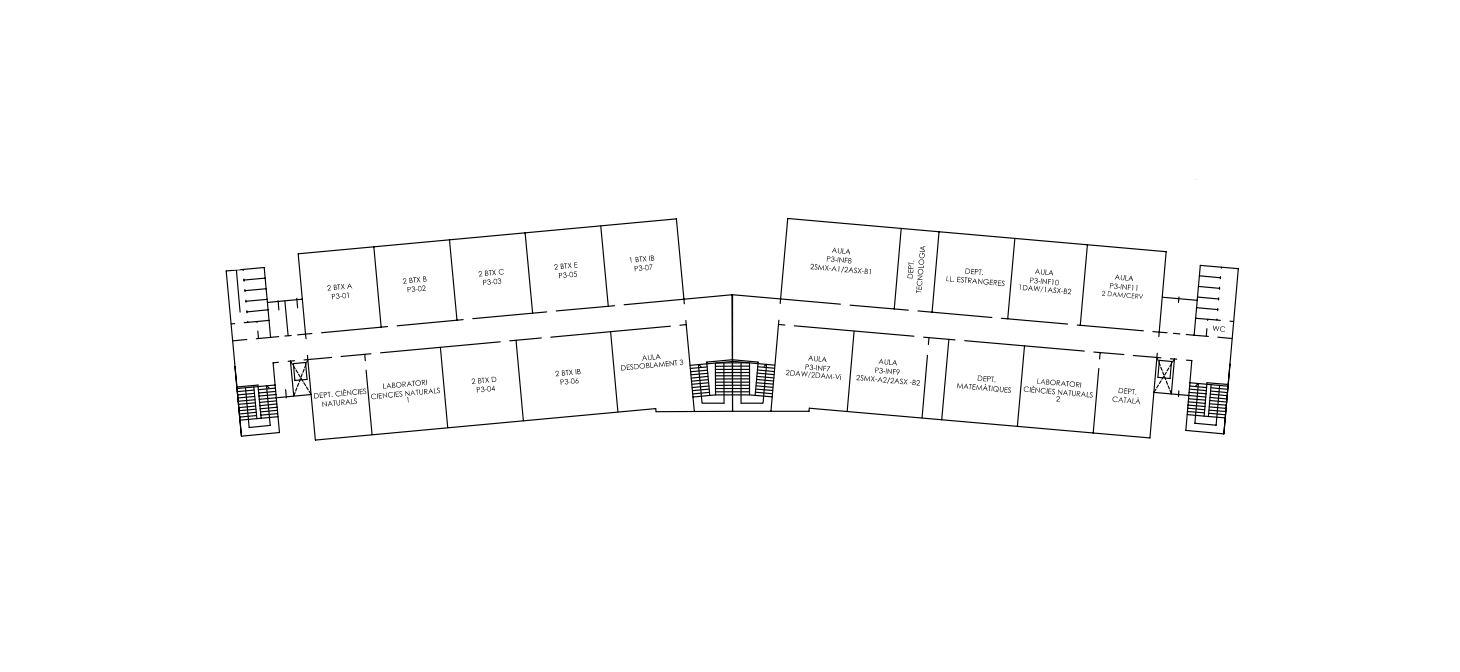 2 BTX A
P3-01
2 BTX B
P3-02
2 BTX C
P3-03
2 BTX E
P3-05
1 BTX IB
P3-07
AULA
P3-INF8
2SMX-A1/2ASX-B1
DEPT.
TECNOLOGIA
DEPT.
LL. ESTRANGERES
AULA
P3-INF10
1DAW/1ASX-B2
AULA
P3-INF11
2 DAM/CERV
WC
DEPT. CIÈNCIES
NATURALS
LABORATORI
CIENCIES NATURALS
1
2 BTX D
P3-04
2 BTX IB
P3-06
AULA
DESDOBLAMENT 3
AULA
P3-INF7
2DAW/2DAM-Vi
AULA
P3-INF9
2SMX-A2/2ASX -B2
DEPT.
MATEMÀTIQUES
LABORATORI
CIÈNCIES NATURALS
2
DEPT.
CATALÀ